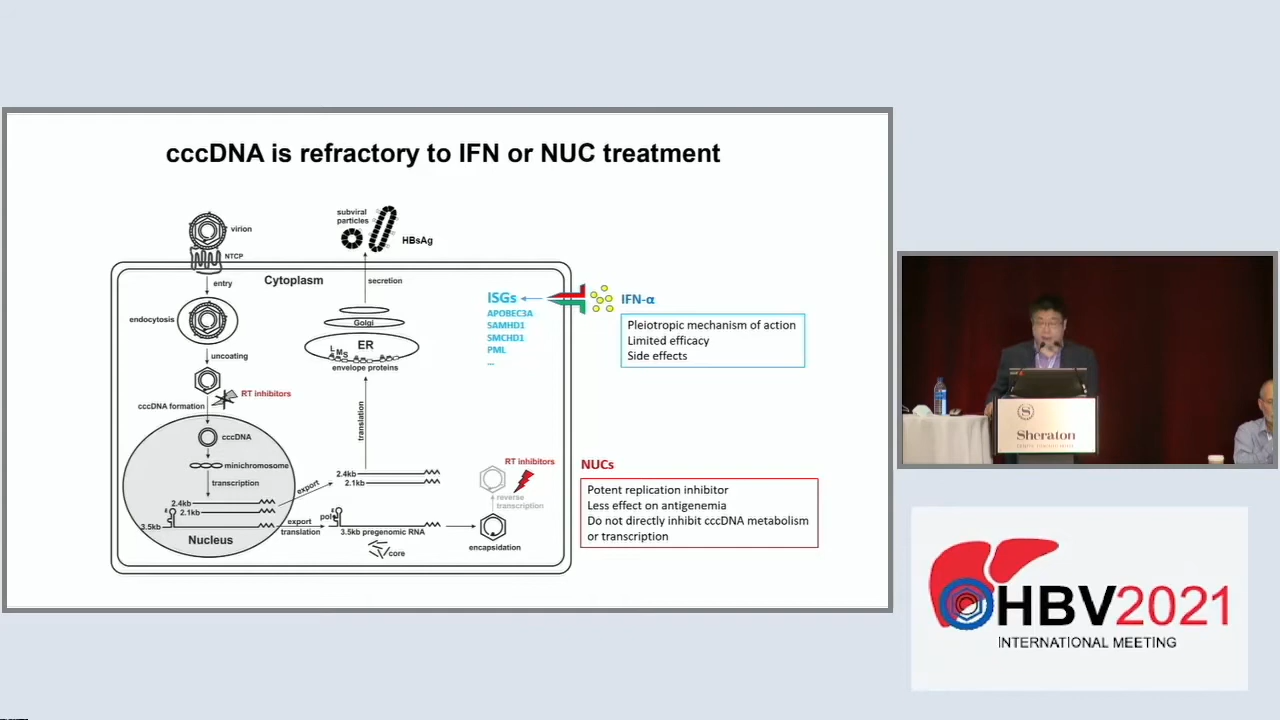 cccDNA is refractory to IFN or NUC treatment
subviral
particles
virion
HBsAg
NTCP
entry
Cytoplasm
secretion
endocytosis
Golgi
ER
LMS
envelope proteins
uncoating
RT inhibitors
cccDNA formation
cccDNA
minichromosome
transcription
translation
2.4kb
2.1kb
3.5kb
Nucleus
export
export
translation
2.4kb
2.1kb
pol
3.5kb pregenomic RNA
core
encapsidation
reverse
transcription
RT inhibitors
ISGs
APOBEC3A
SAMHD1
SMCHD1
PML
...
IFN-α
Pleiotropic mechanism of action
Limited efficacy
Side effects
NUCs
Potent replication inhibitor
Less effect on antigenemia
Do not directly inhibit cccDNA metabolism
or transcription
S
Sheraton
HBV2021
INTERNATIONAL MEETING